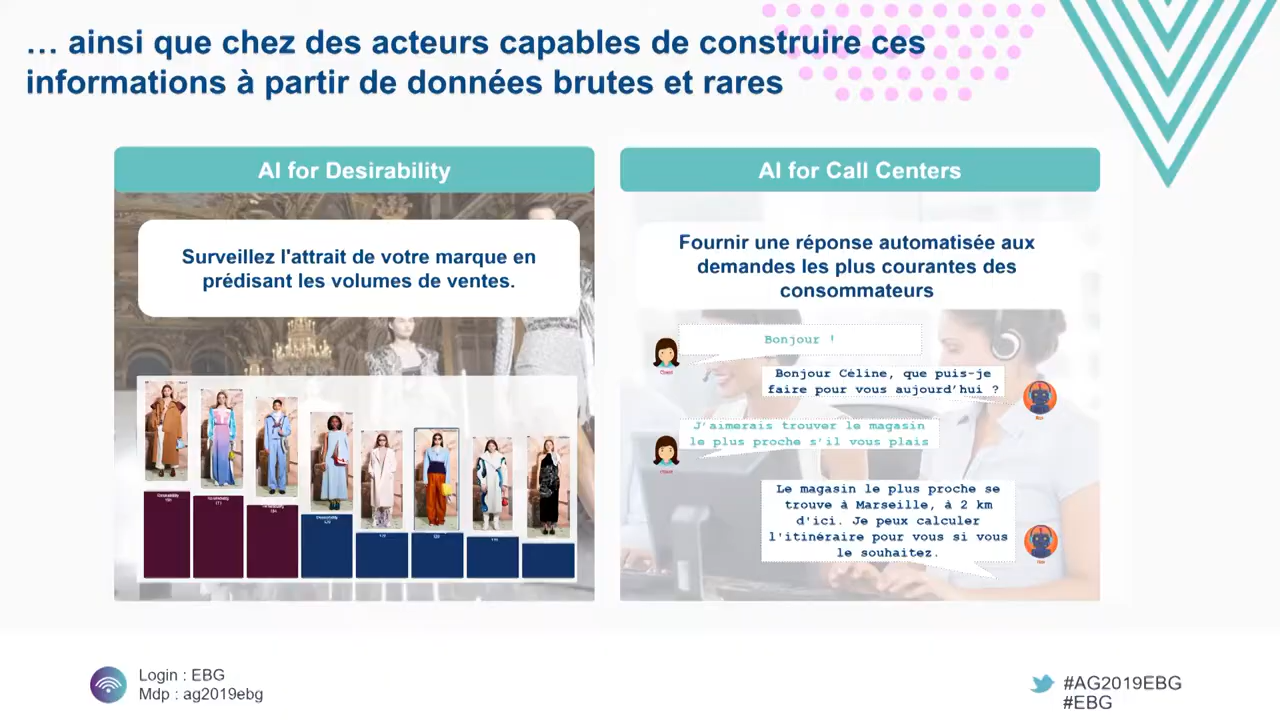 … ainsi que chez des acteurs capables de construire ces
informations à partir de données brutes et rares
AI for Desirability
Surveillez l'attrait de votre marque en
prédisant les volumes de ventes.
AI for Call Centers
Fournir une réponse automatisée aux
demandes les plus courantes des
consommateurs
Bonjour !
Bonjour Céline, que puis-je
faire pour vous aujourd'hui ?
J'aimerais trouver le magasin
le plus proche s'il vous plais
Le magasin le plus proche se
trouve à Marseille, à 2 km
d'ici. Je peux calculer
l'itinéraire pour vous si vous
le souhaitez.
Login : EBG
Mdp : ag2019ebg
#AG2019EBG
#EBG